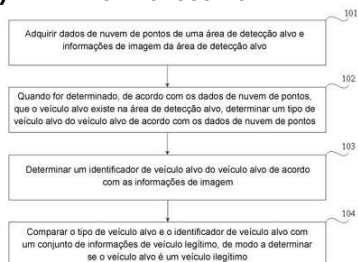 101
Adquirir dados de nuvem de pontos de uma área de detecção alvo e
informações de imagem da área de detecção alvo
102
Quando for determinado, de acordo com os dados de nuvem de pontos,
que o veículo alvo existe na área de detecção alvo, determinar um tipo de
veículo alvo do veículo alvo de acordo com os dados de nuvem de pontos
103
Determinar um identificador de veículo alvo do veículo alvo de acordo
com as informações de imagem
104
Comparar o tipo de veículo alvo e o identificador de veículo alvo com
um conjunto de informações de veículo legítimo, de modo a determinar
se o veículo alvo é um veículo ilegítimo